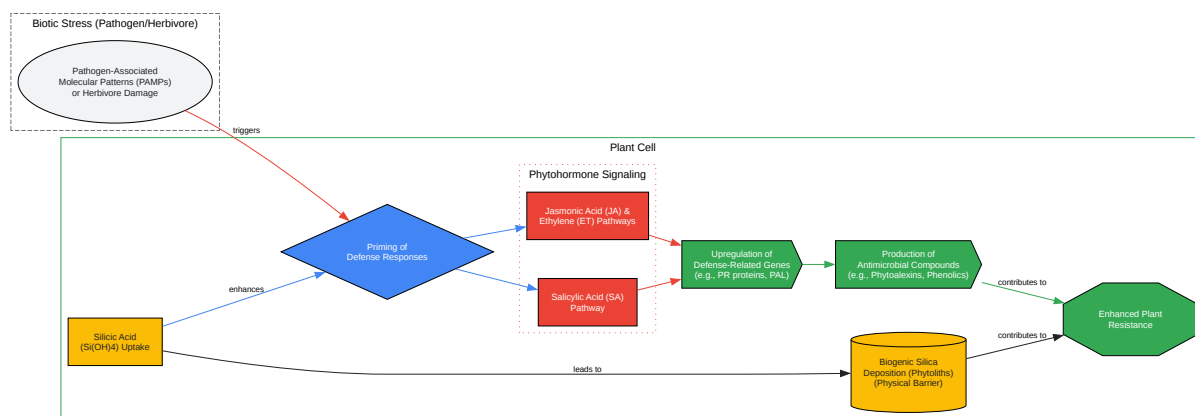 Biotic Stress (Pathogen/Herbivore)
Pathogen-Associated
Molecular Patterns (PAMPs)
or Herbivore Damage
triggers
Plant Cell
Phytohormone Signaling
Jasmonic Acid (JA) &
Ethylene (ET) Pathways
Priming of
Defense Responses
Upregulation of
Defense-Related Genes
(e.g., PR proteins, PAL)
Production of
Antimicrobial Compounds
(e.g., Phytoalexins, Phenolics)
contributes to
enhances
Salicylic Acid (SA)
Pathway
Enhanced Plant
Resistance
Silicic Acid
(Si(OH)4) Uptake
contributes to
leads to
Biogenic Silica
Deposition (Phytoliths)
(Physical Barrier)